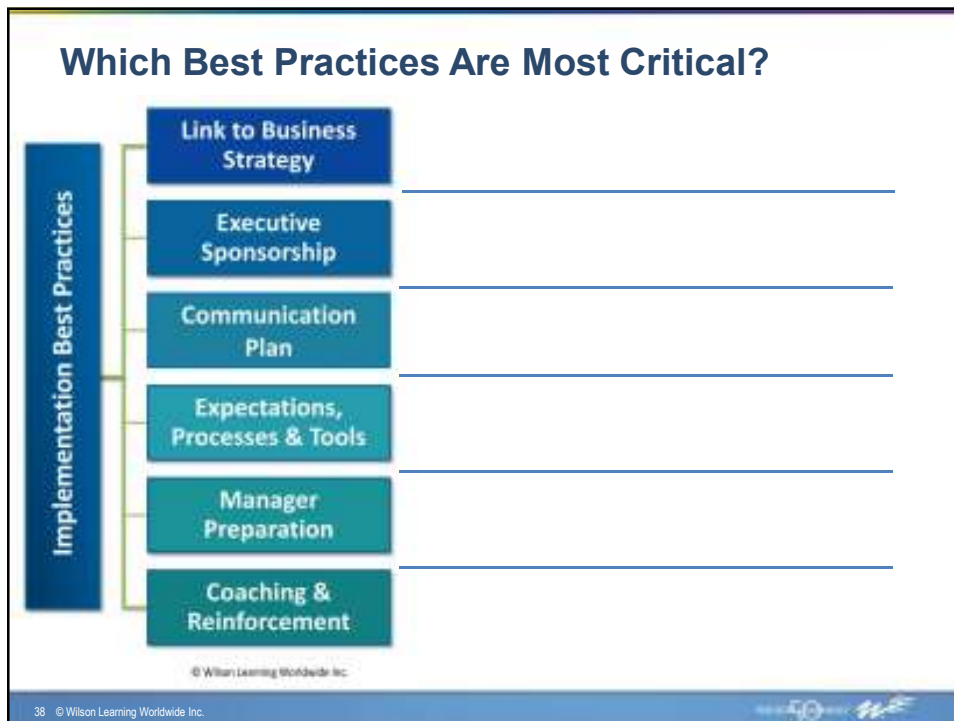 Which Best Practices Are Most Critical?
Implementation Best Practices
Link to Business
Strategy
Executive
Sponsorship
Communication
Plan
Expectations,
Processes & Tools
Manager
Preparation
Coaching &
Reinforcement
© Wilson Learning Worldwide Inc.
38 © Wilson Learning Worldwide Inc.